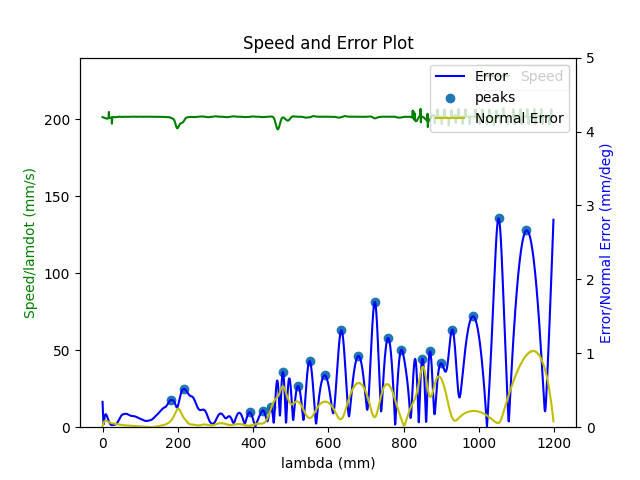 Speed and Error Plot
Speed/lamdot (mm/s)
200
150
100
50
0
Error
Speed
peaks
Normal Error
5
4
3
2
1
0
Error/Normal Error (mm/deg)
0
200
400
600
800
1000
1200
lambda (mm)